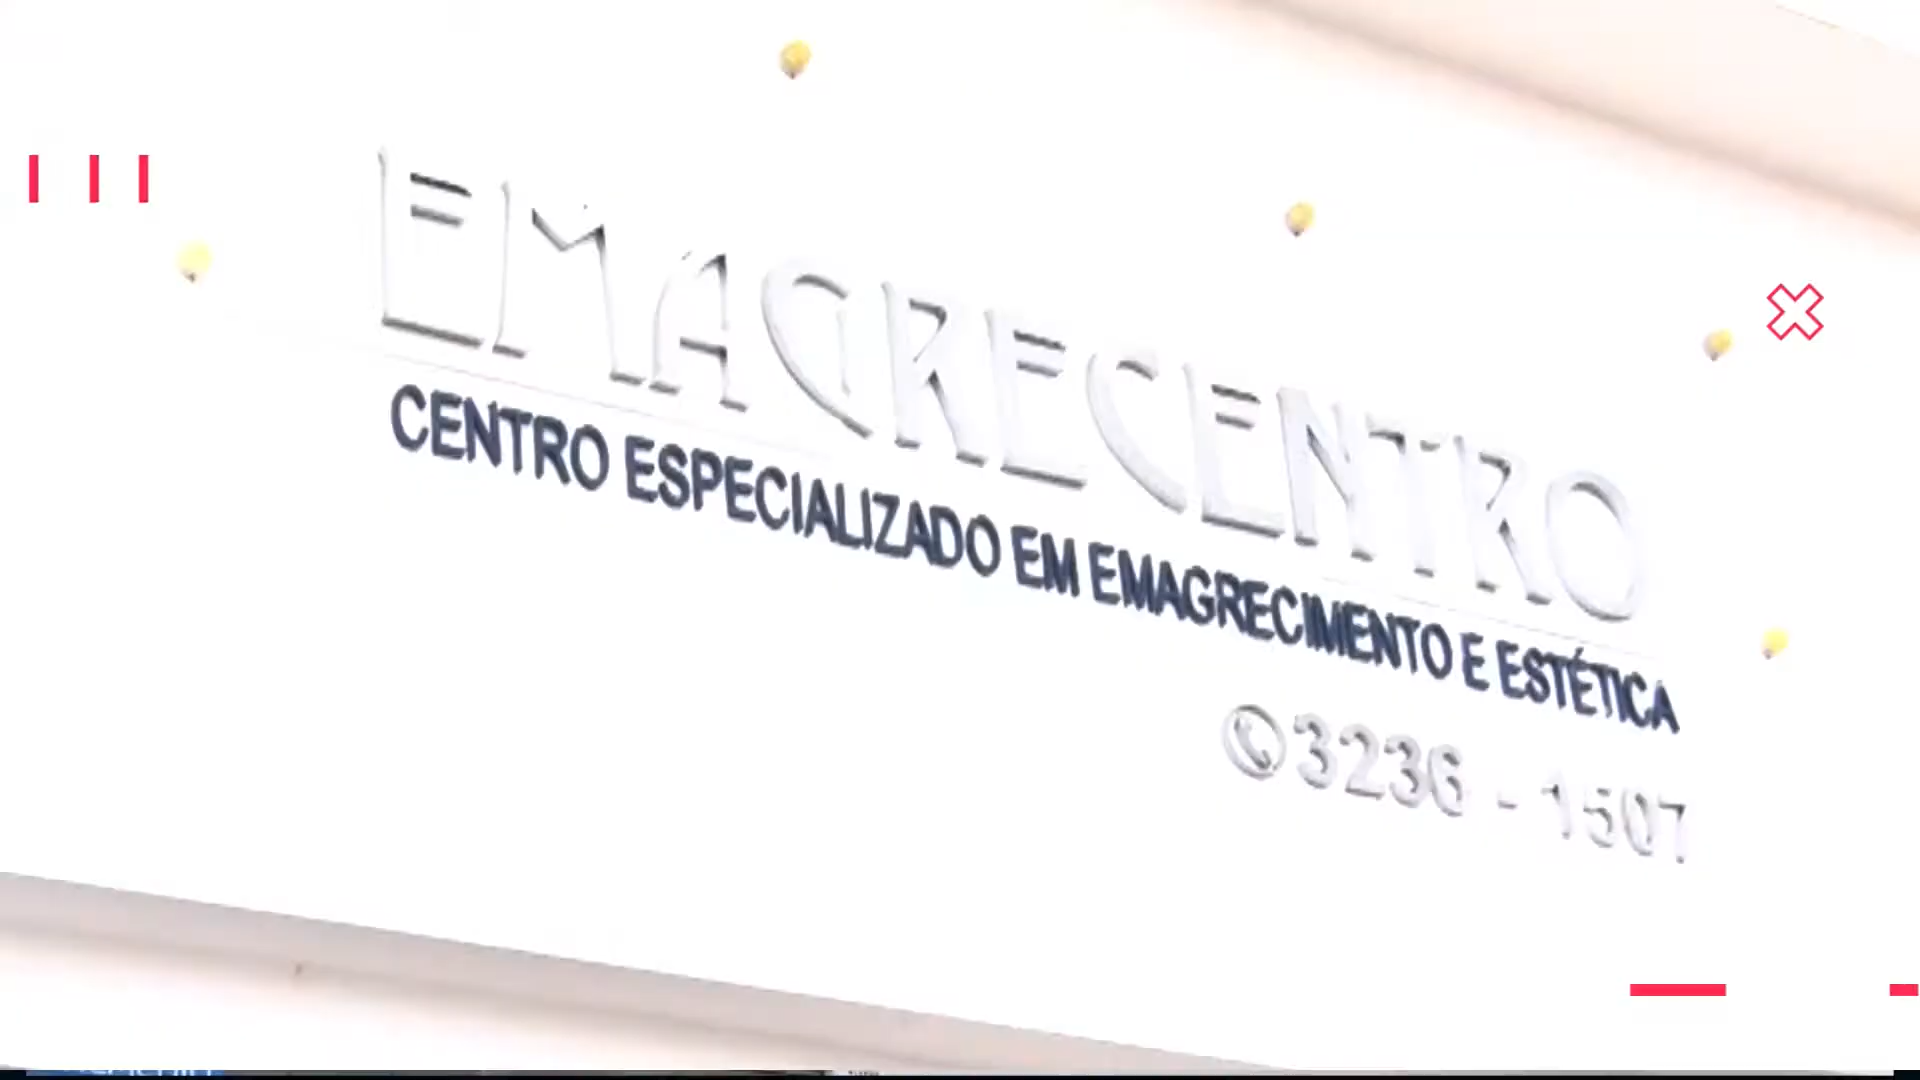 EMAGRECENTRO
CENTRO ESPECIALIZADO EM EMAGRECIMENTO E ESTÉTICA
3236 - 1507